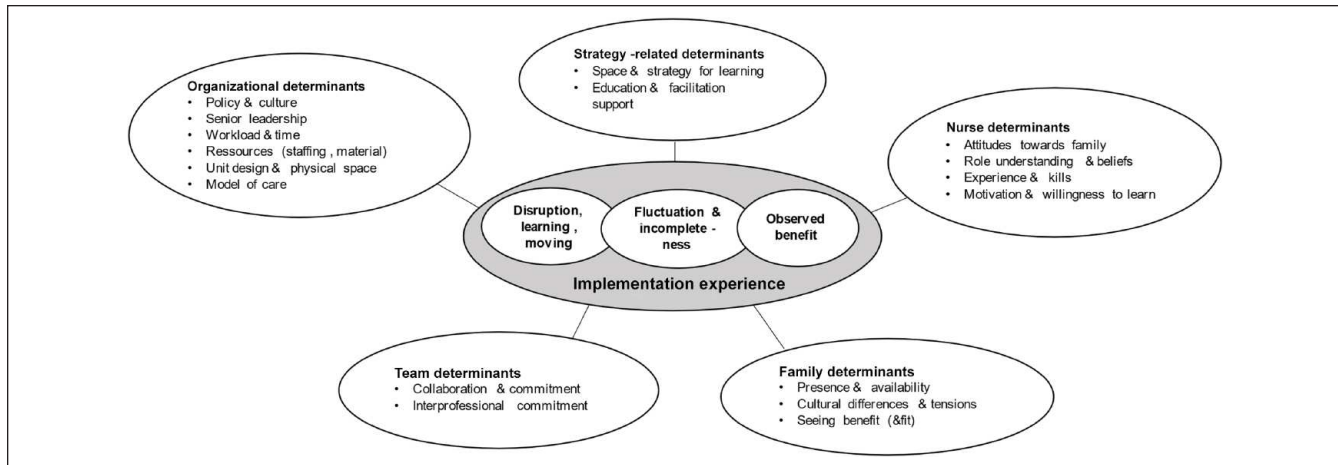 Strategy -related determinants
• Space & strategy for learning
• Education & facilitation
support
Organizational determinants
• Policy & culture
• Senior leadership
• Workload & time
• Ressources (staffing , material)
• Unit design & physical space
• Model of care
Nurse determinants
• Attitudes towards family
• Role understanding & beliefs
• Experience & kills
• Motivation & willingness to learn
Disruption,
learning ,
moving
Fluctuation &
incomplete -
ness
Observed
benefit
Implementation experience
Team determinants
• Collaboration & commitment
• Interprofessional commitment
Family determinants
• Presence & availability
• Cultural differences & tensions
• Seeing benefit (&fit)